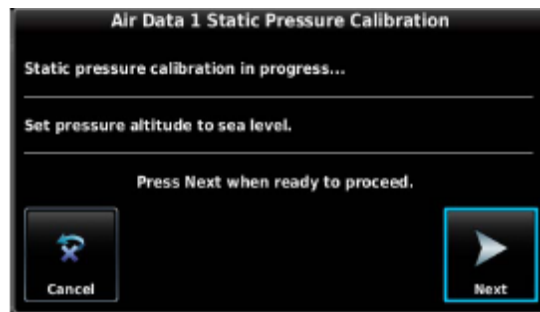 Air Data 1 Static Pressure Calibration
Static pressure calibration in progress...
Set pressure altitude to sea level.
Press Next when ready to proceed.
Cancel
Next